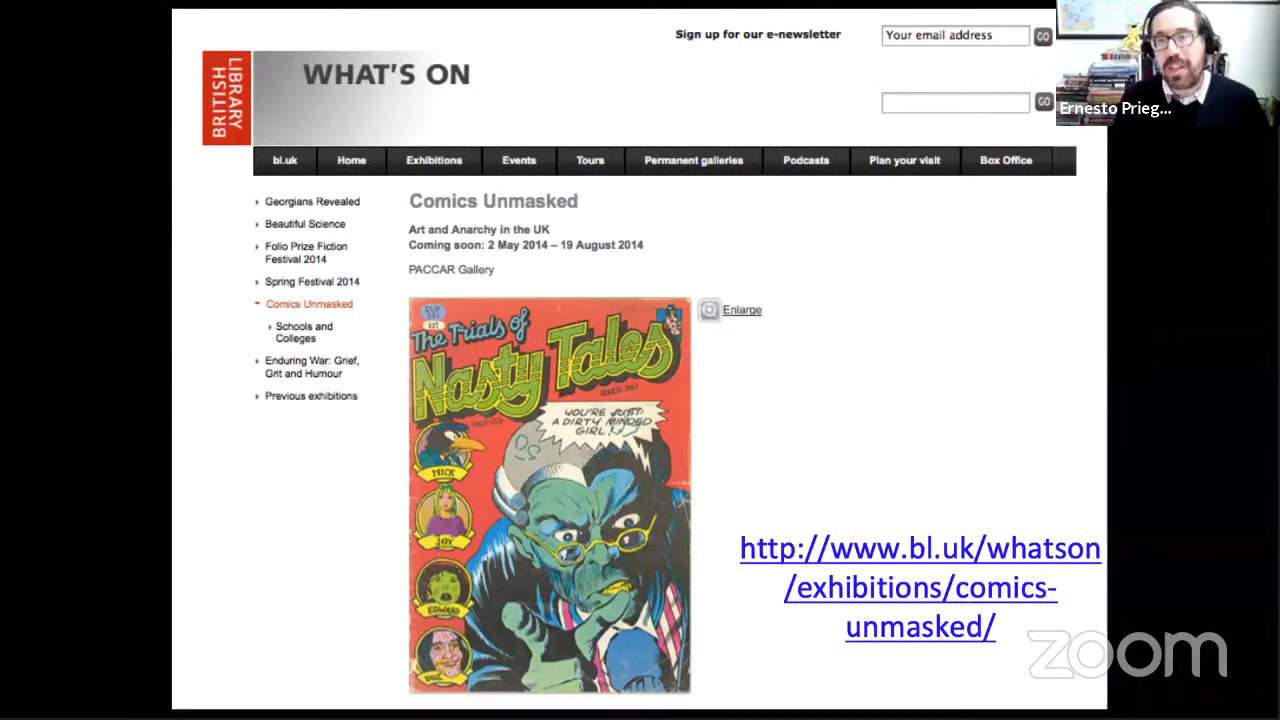 Sign up for our e-newsletter
Your email address
GO
LIBRARY
BRITISH
WHAT'S ON
GO
Ernesto Prieg...
bl.uk
Home
Exhibitions
Events
Tours
Permanent galleries
Podcasts
Plan your visit
Box Office
Georgians Revealed
Beautiful Science
Folio Prize Fiction
Festival 2014
Spring Festival 2014
Comics Unmasked
Schools and
Colleges
Enduring War: Grief,
Grit and Humour
Previous exhibitions
Comics Unmasked
Art and Anarchy in the UK
Coming soon: 2 May 2014 – 19 August 2014
PACCAR Gallery
Enlarge
The Trials of
Nasty Tales
YOU'RE JUST
A DIRTY MINDED
GIRL!
MICK
JOY
EDWARD
http://www.bl.uk/whatson
/exhibitions/comics-
unmasked/
zoom